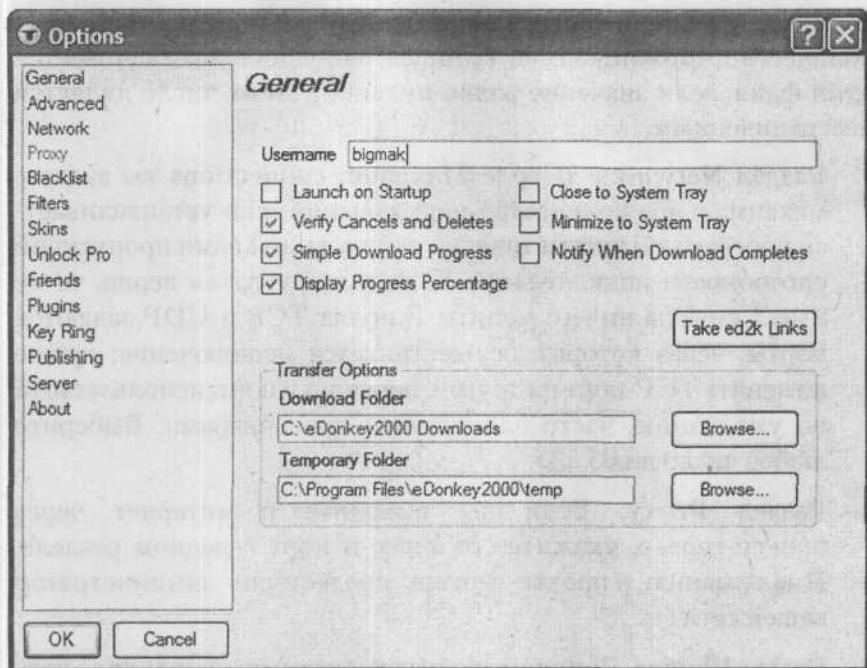 Options
General
Advanced
Network
Proxy
Blacklist
Filters
Skins
Unlock Pro
Friends
Plugins
Key Ring
Publishing
Server
About
General
Username bigmak
Launch on Startup
Close to System Tray
Verify Cancels and Deletes
Minimize to System Tray
Simple Download Progress
Notify When Download Completes
Display Progress Percentage
Take ed2k Links
Transfer Options
Download Folder
C:\eDonkey2000 Downloads
Browse...
Temporary Folder
C:\Program Files\eDonkey2000\temp
Browse...
OK
Cancel